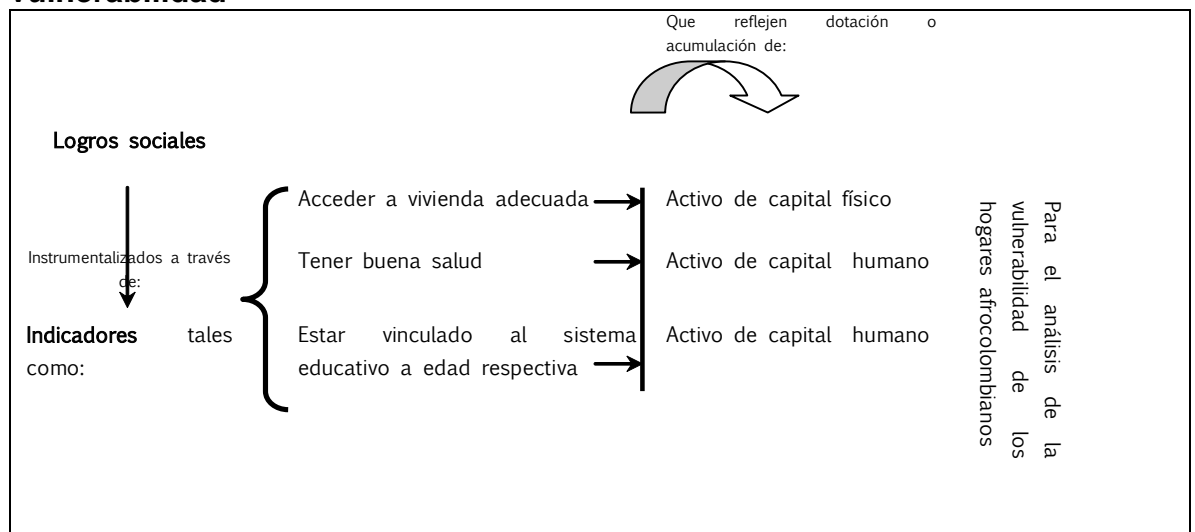 Vulnerabilidad
Que reflejen dotación o
acumulación de:
Logros sociales
Instrumentalizados a través
de:
Indicadores tales
como:
Acceder a vivienda adecuada
Tener buena salud
Estar vinculado al sistema
educativo a edad respectiva
Activo de capital físico
Activo de capital humano
Activo de capital humano
Para el análisis de la
vulnerabilidad de los
hogares afrocolombianos